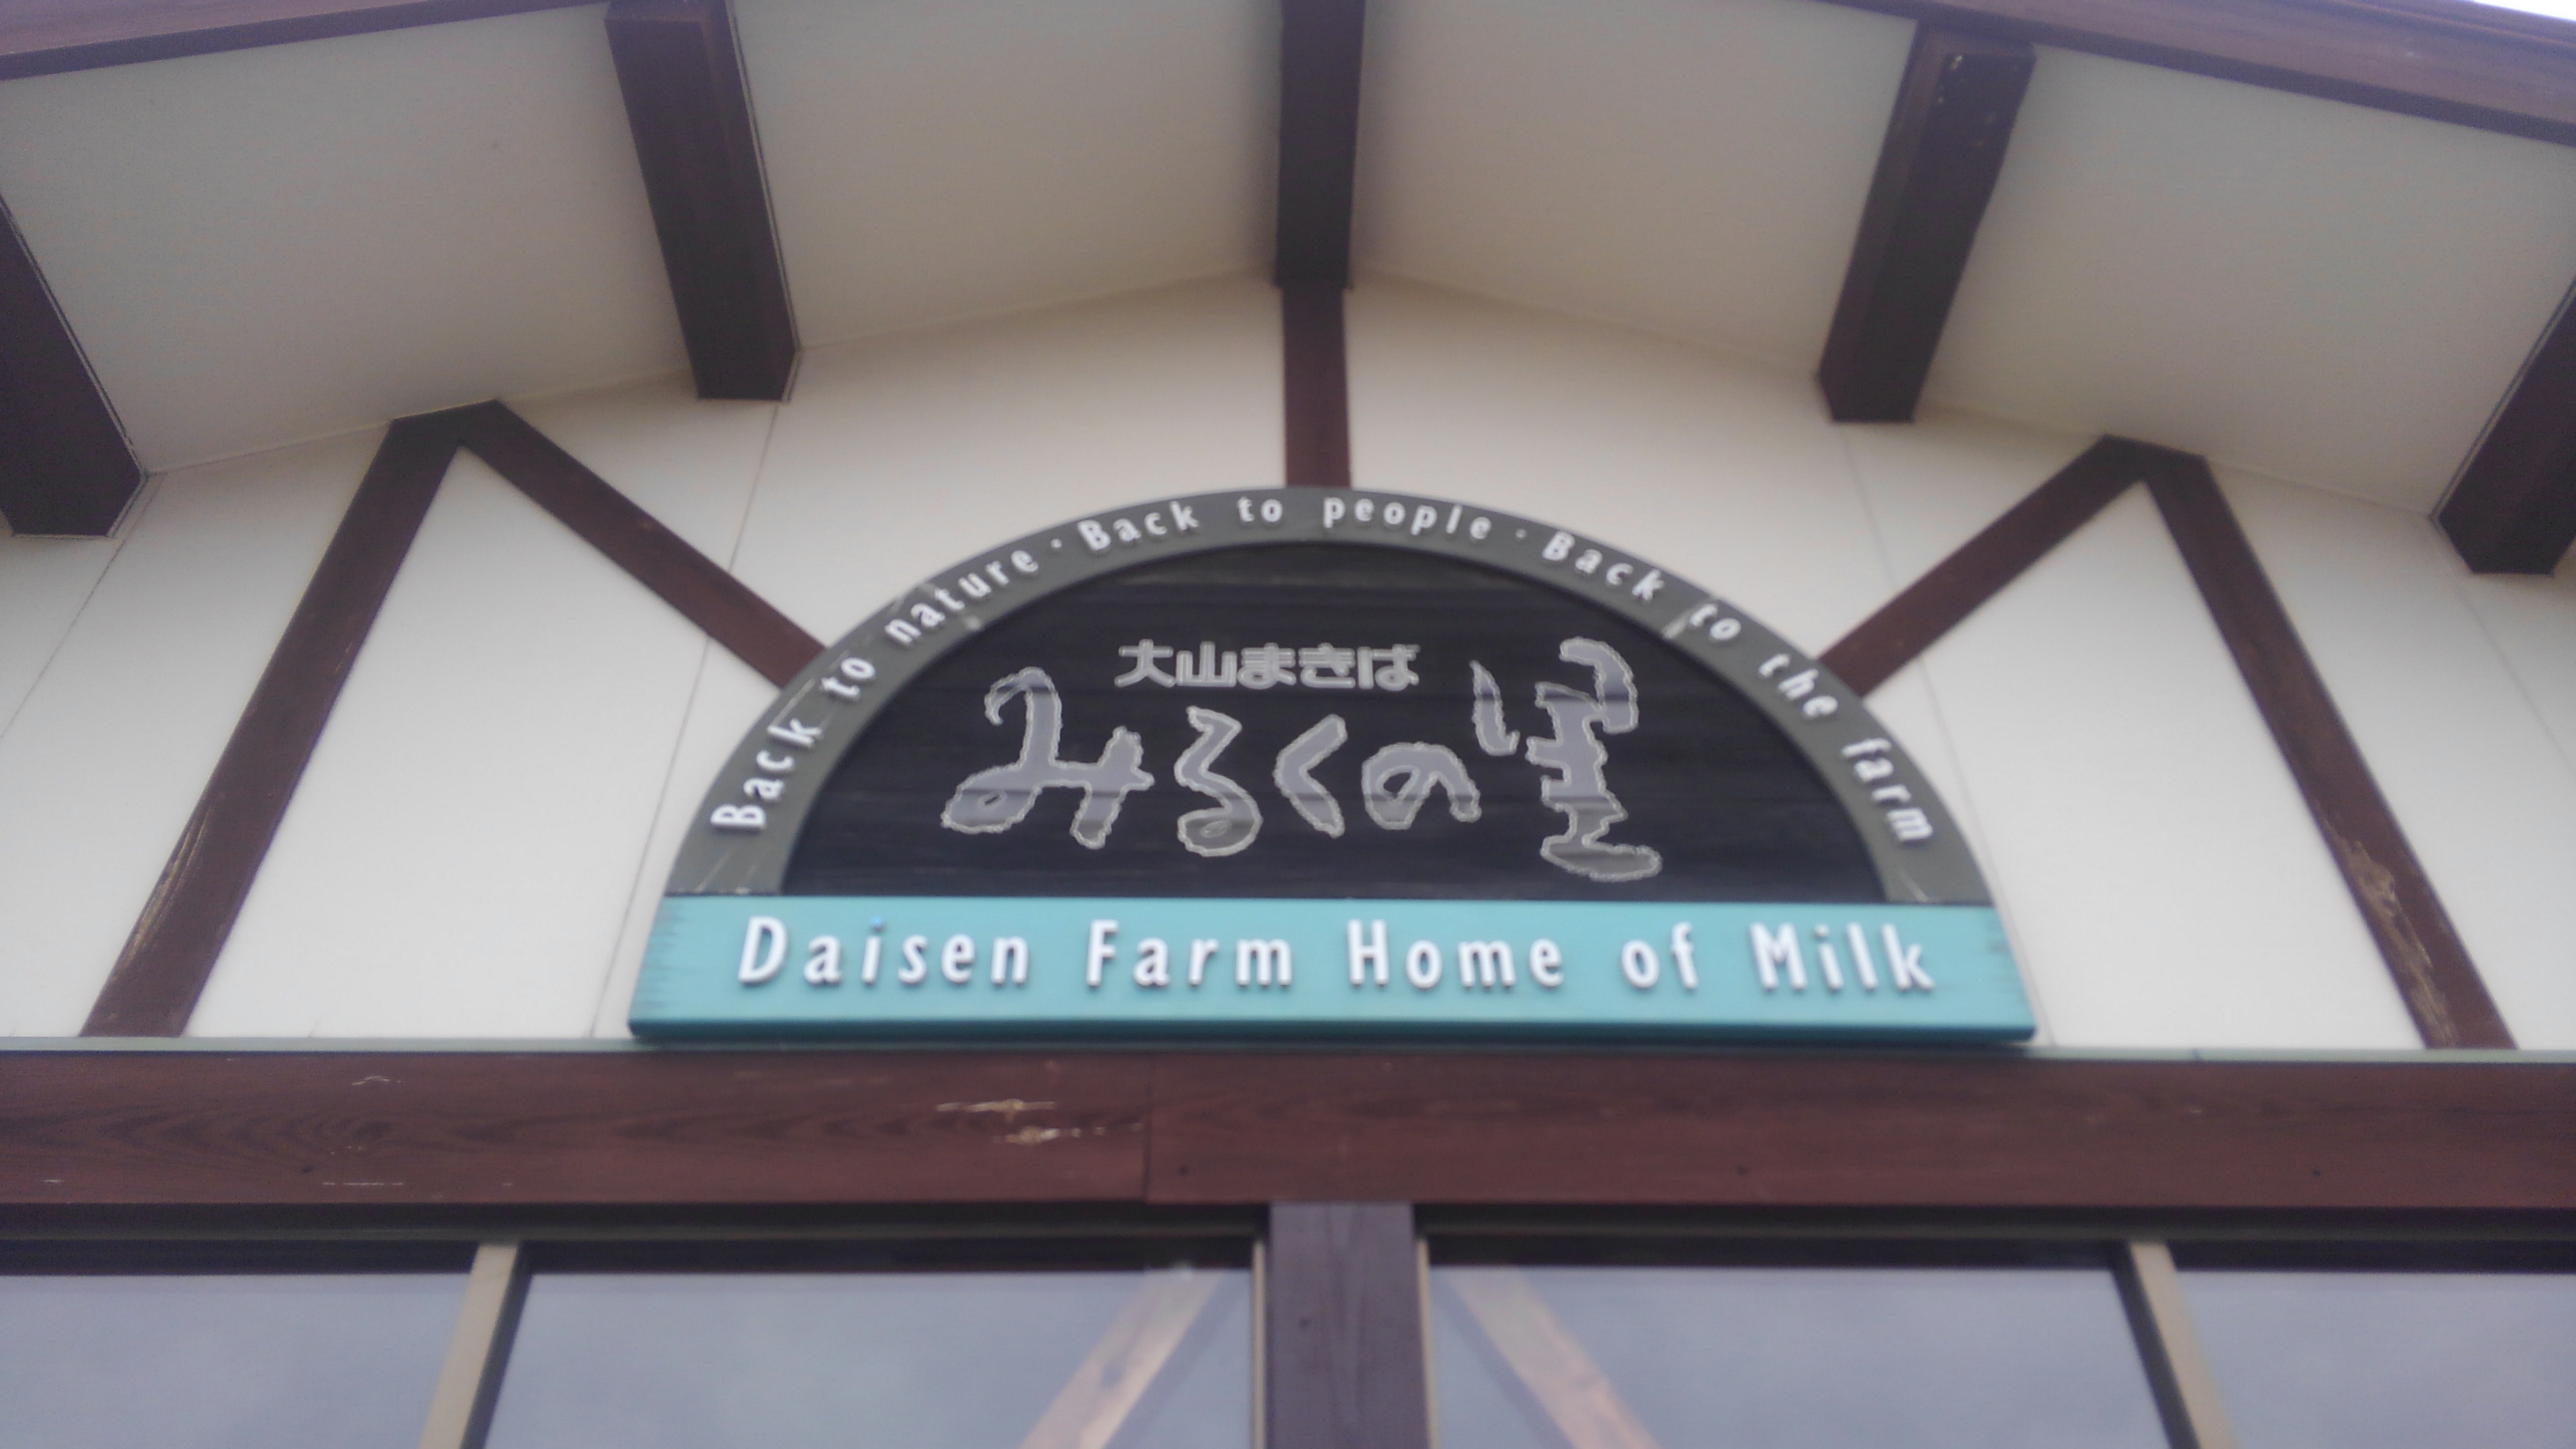 Back to nature・Back to people・Back to the farm
大山まきば
みるくの里
Daisen Farm Home of Milk